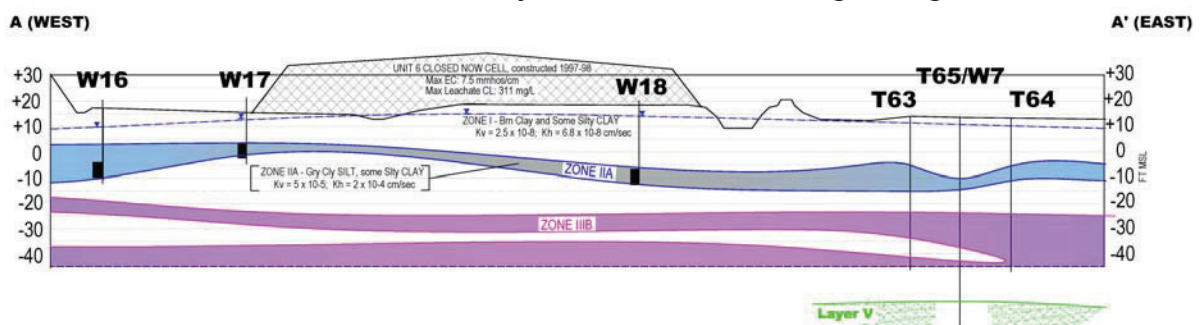 A (WEST)
A' (EAST)
W16
W17
W18
T65/W7
T63
T64
UNIT 6 CLOSED NOW CELL, constructed 1997-98
Max EC: 7.5 mmhos/cm
Max Leachate CL: 311 mg/L
+30
+20
+10
0
-10
-20
-30
-40
ZONE I - Brn Clay and Some Silty CLAY
Kv = 2.5 x 10-8; Kh = 6.8 x 10-8 cm/sec
ZONE IIA - Gry Cly SILT, some Slty CLAY
Kv = 5 x 10-5; Kh = 2 x 10-4 cm/sec
ZONE IIA
ZONE IIIB
+30
+20
+10
0
-10
-20
-30
-40
FT MSL
Layer V